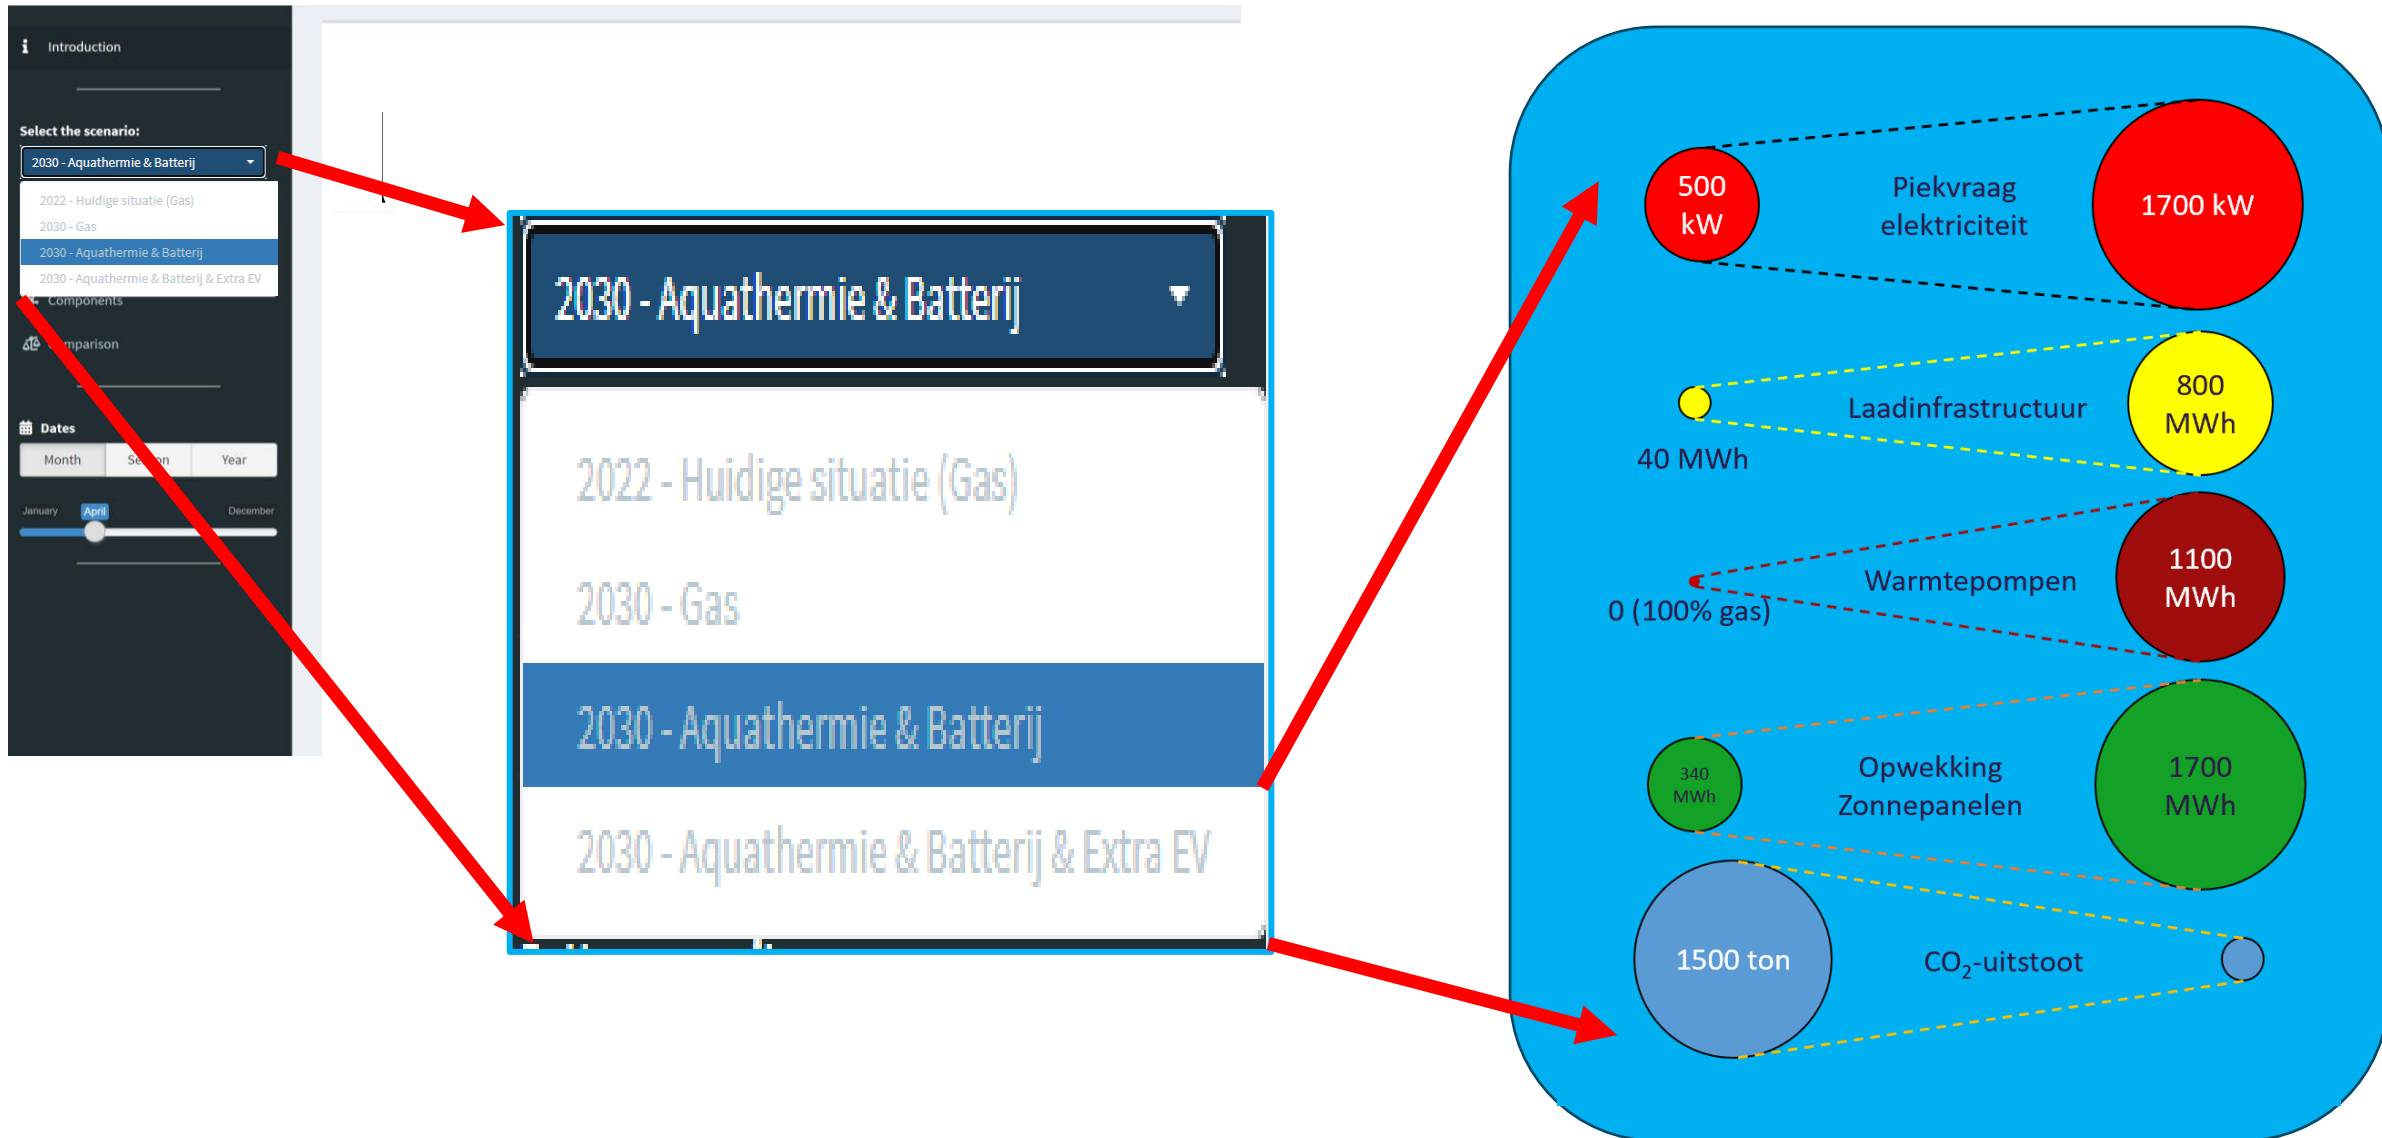 Introduction
Select the scenario:
2030 - Aquathermie & Batterij
2022 - Huidige situatie (Gas)
2030 - Gas
2030 - Aquathermie & Batterij
2030 - Aquathermie & Batterij & Extra EV
Components
Comparison
Dates
Month
Season
Year
January
April
December
2030 - Aquathermie & Batterij
2022 - Huidige situatie (Gas)
2030 - Gas
2030 - Aquathermie & Batterij
2030 - Aquathermie & Batterij & Extra EV
500
kW
Piekvraag
elektriciteit
1700 kW
40 MWh
Laadinfrastructuur
800
MWh
0 (100% gas)
Warmtepompen
1100
MWh
340
MWh
Opwekking
Zonnepanelen
1700
MWh
1500 ton
CO₂-uitstoot